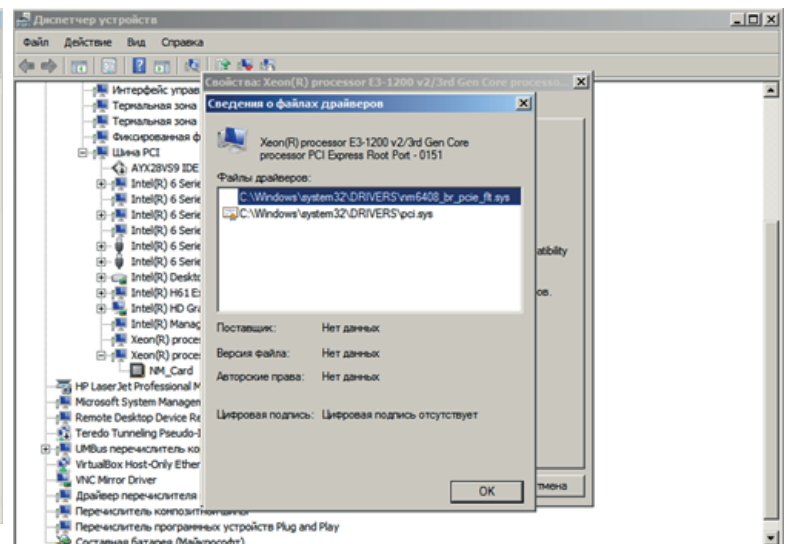 Диспетчер устройств
Файл Действие Вид Справка
Свойства: Xeon(R) processor E3-1200 v2/3rd Gen Core processo...
Сведения о файлах драйверов
Xeon(R) processor E3-1200 v2/3rd Gen Core
processor PCI Express Root Port - 0151
Файлы драйверов:
C:\Windows\system32\DRIVERS\nm6408_br_pcie_flt.sys
C:\Windows\system32\DRIVERS\pci.sys
Поставщик: Нет данных
Версия файла: Нет данных
Авторские права: Нет данных
Цифровая подпись: Цифровая подпись отсутствует
OK
atibility
ов.
тмена
Интерфейс управ
Термальная зона
Термальная зона
Фиксированная ф
Шина PCI
AYX28VS9 IDE
Intel(R) 6 Serie
Intel(R) 6 Serie
Intel(R) 6 Serie
Intel(R) 6 Serie
Intel(R) 6 Serie
Intel(R) 6 Serie
Intel(R) Deskto
Intel(R) H61 E
Intel(R) HD Gra
Intel(R) Manag
Xeon(R) proces
Xeon(R) proces
NM_Card
HP LaserJet Professional M
Microsoft System Managem
Remote Desktop Device Re
Teredo Tunneling Pseudo-I
UMBus перечислитель ко
VirtualBox Host-Only Ether
VNC Mirror Driver
Драйвер перечислителя
Перечислитель композитной шины
Перечислитель программных устройств Plug and Play
Составная батарея (Майкрософт)